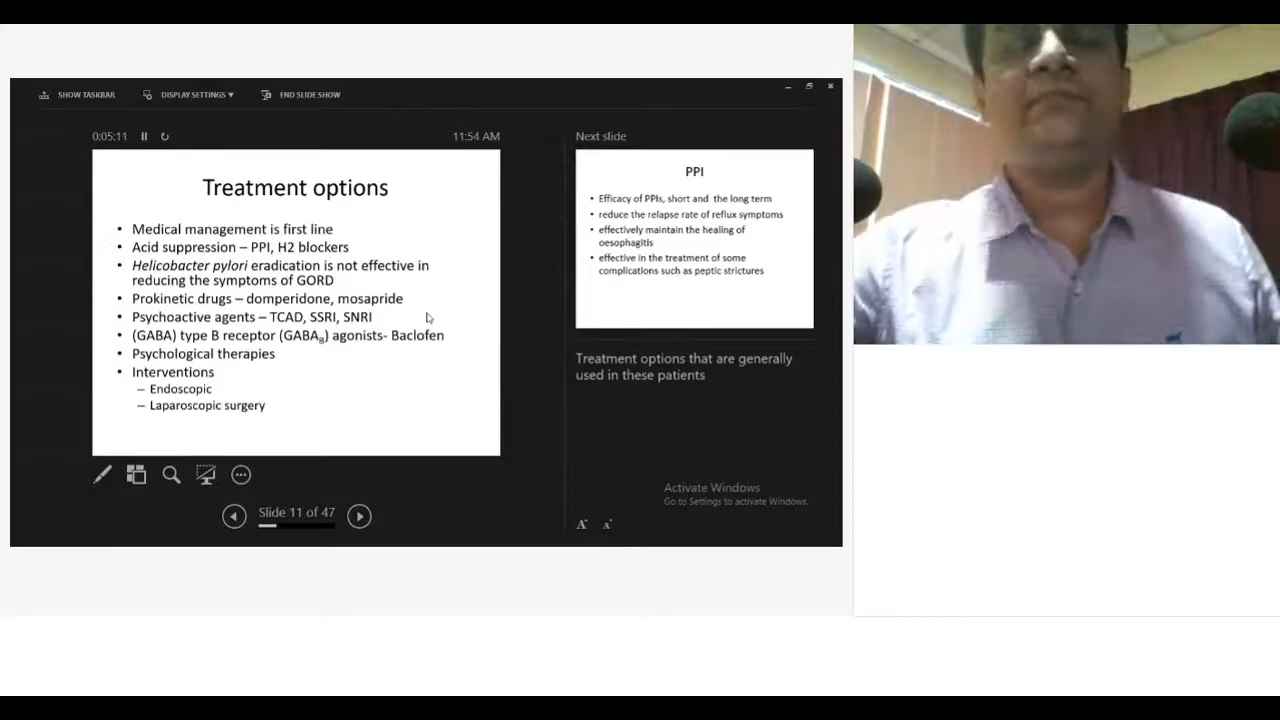 SHOW TASKBAR DISPLAY SETTINGS ▼ END SLIDE SHOW
0:05:11 11:54 AM
Treatment options
• Medical management is first line
• Acid suppression – PPI, H2 blockers
• Helicobacter pylori eradication is not effective in
reducing the symptoms of GORD
• Prokinetic drugs – domperidone, mosapride
• Psychoactive agents – TCAD, SSRI, SNRI
• (GABA) type B receptor (GABAB) agonists- Baclofen
• Psychological therapies
• Interventions
– Endoscopic
– Laparoscopic surgery
Slide 11 of 47
Next slide
PPI
• Efficacy of PPIs, short and the long term
• reduce the relapse rate of reflux symptoms
• effectively maintain the healing of
oesophagitis
• effective in the treatment of some
complications such as peptic strictures
Treatment options that are generally
used in these patients
Activate Windows
Go to Settings to activate Windows.
A A